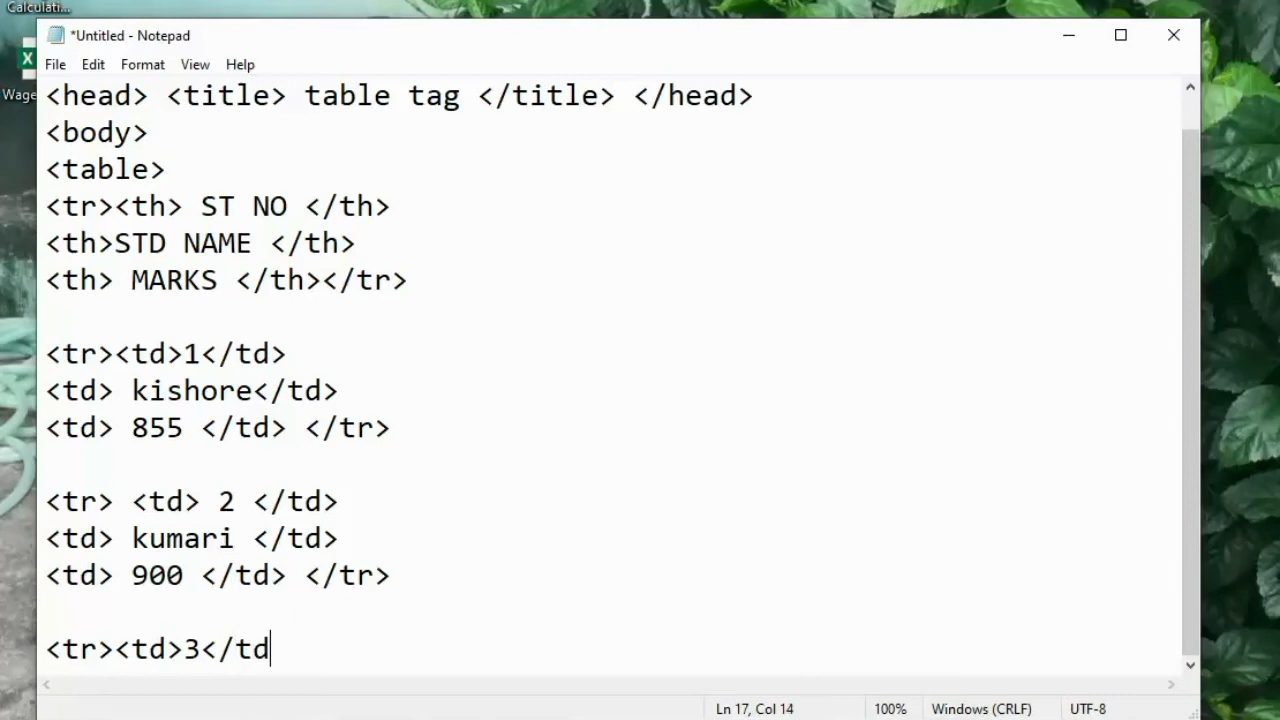 Calculati...
Wage
*Untitled - Notepad
File Edit Format View Help
<head> <title> table tag </title> </head>
<body>
<table>
<tr><th> ST NO </th>
<th>STD NAME </th>
<th> MARKS </th></tr>
<tr><td>1</td>
<td> kishore</td>
<td> 855 </td> </tr>
<tr> <td> 2 </td>
<td> kumari </td>
<td> 900 </td> </tr>
<tr><td>3</td
Ln 17, Col 14 100% Windows (CRLF) UTF-8